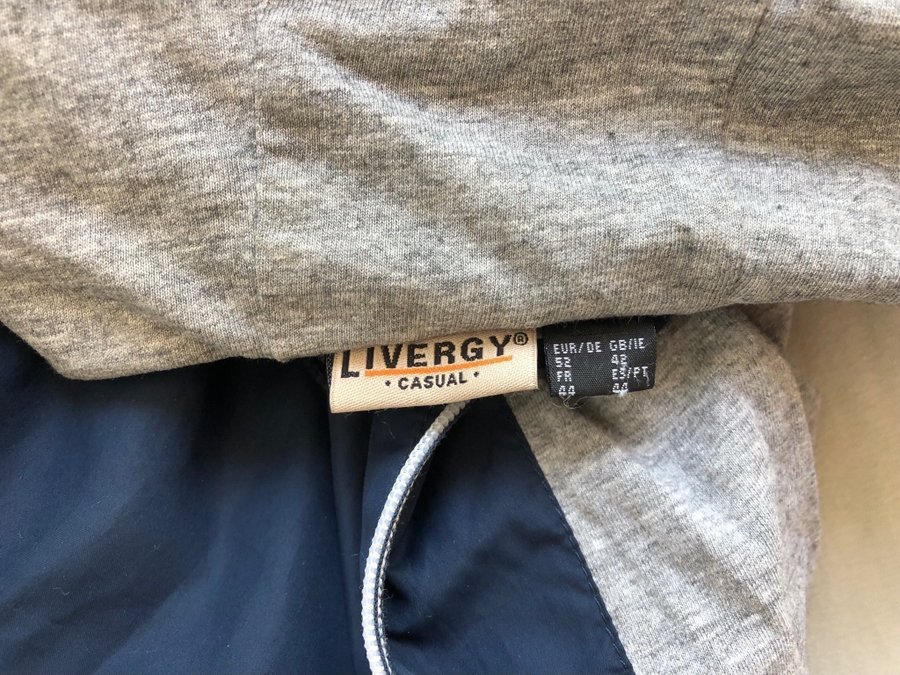 LIVERGY®
• CASUAL •
EUR/DE GB/IE
52 42
FR ES/PT
44 44